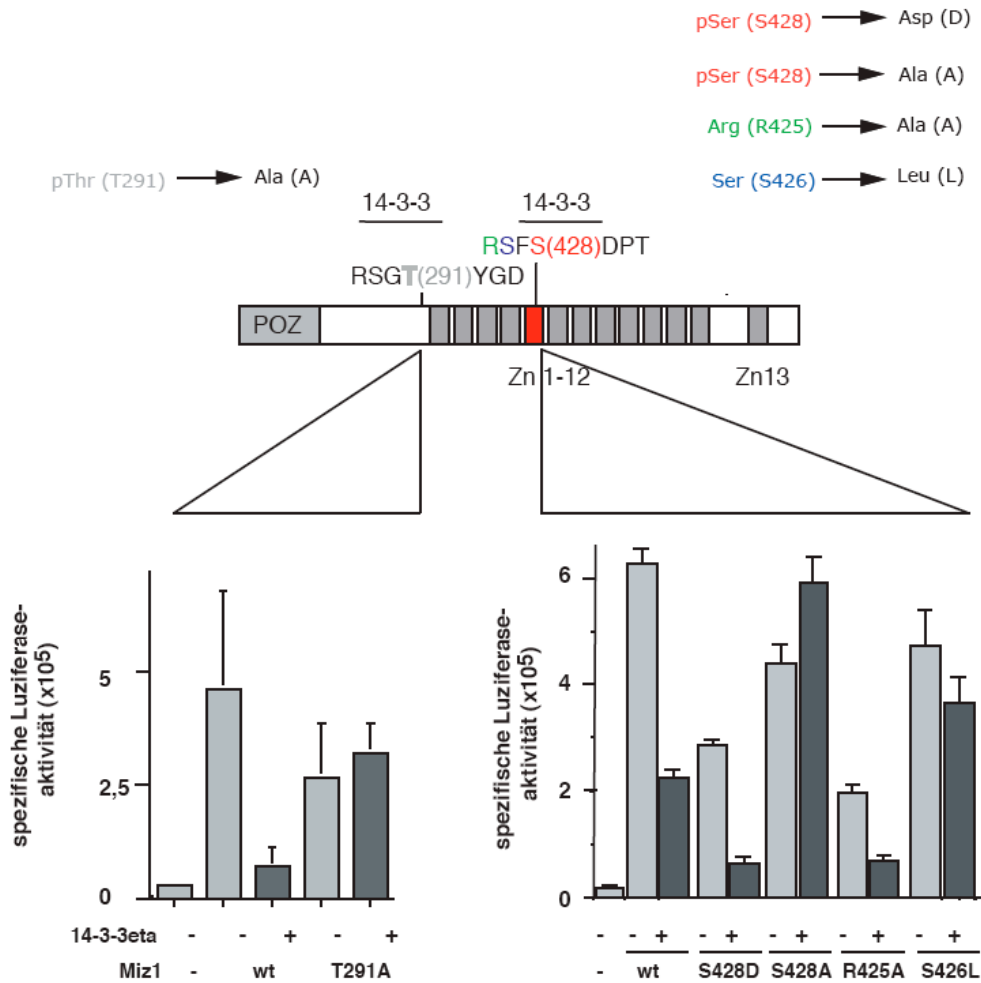 pSer (S428) Asp (D)
pSer (S428) Ala (A)
Arg (R425) Ala (A)
pThr (T291) Ala (A)
Ser (S426) Leu (L)
14-3-3 14-3-3
RSFS(428)DPT
RSGT(291)YGD
POZ
Zn 1-12 Zn13
spezifische Luziferase-
aktivität (x10⁵)
5
2,5
0
14-3-3eta - - + - +
Miz1 - wt T291A
spezifische Luziferase-
aktivität (x10⁵)
6
4
2
0
- - + - + - + - + - +
- wt S428D S428A R425A S426L